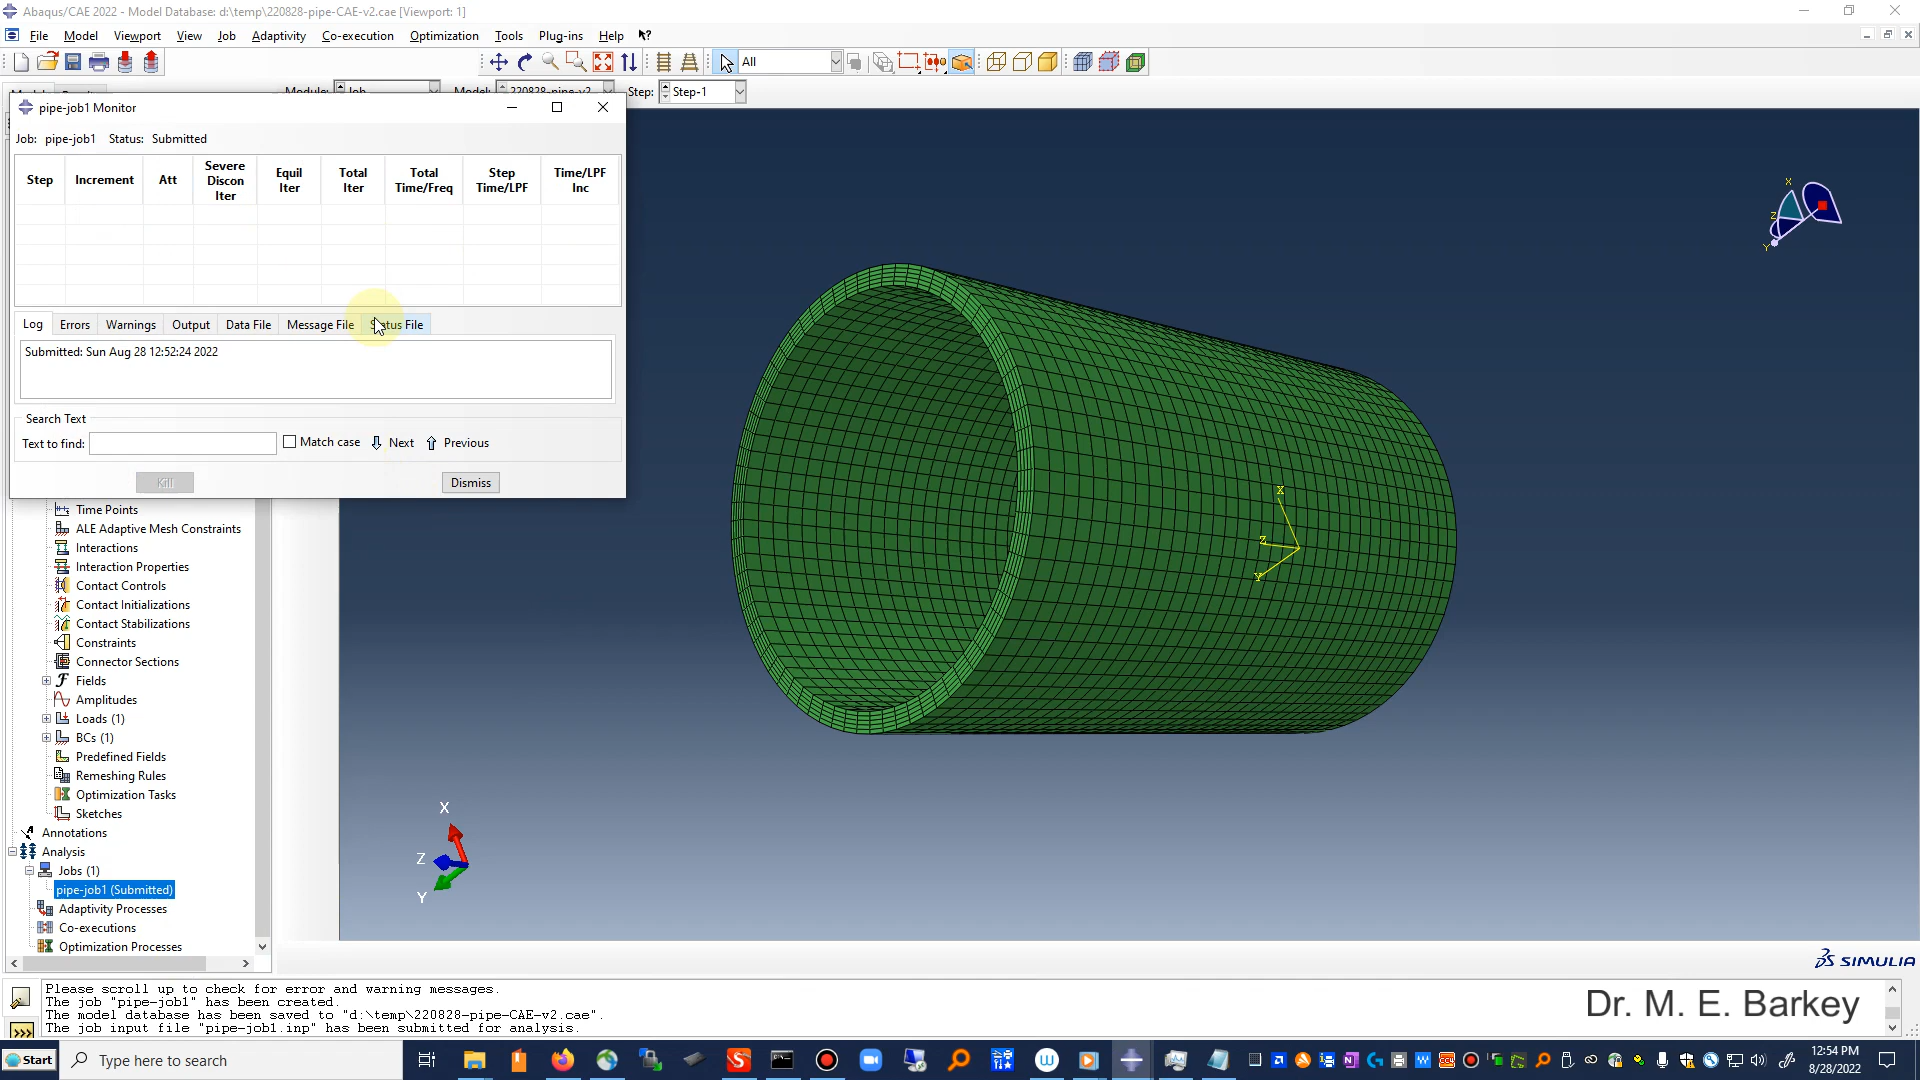 Abaqus/CAE 2022 - Model Database: d:\temp\220828-pipe-CAE-v2.cae [Viewport: 1]
File Model Viewport View Job Adaptivity Co-execution Optimization Tools Plug-ins Help
All
Module: Job Model: 220828-pipe-v2 Step: Step-1
pipe-job1 Monitor
Job: pipe-job1 Status: Submitted
Step Increment Att Severe Discon Iter Equil Iter Total Iter Total Time/Freq Step Time/LPF Time/LPF Inc
Log Errors Warnings Output Data File Message File Status File
Submitted: Sun Aug 28 12:52:24 2022
Search Text
Text to find: Match case Next Previous
Kill Dismiss
Time Points
ALE Adaptive Mesh Constraints
Interactions
Interaction Properties
Contact Controls
Contact Initializations
Contact Stabilizations
Constraints
Connector Sections
Fields
Amplitudes
Loads (1)
BCs (1)
Predefined Fields
Remeshing Rules
Optimization Tasks
Sketches
Annotations
Analysis
Jobs (1)
pipe-job1 (Submitted)
Adaptivity Processes
Co-executions
Optimization Processes
X
Z
Y
X
Z
Y
X
Z
Y
SIMULIA
Please scroll up to check for error and warning messages.
The job "pipe-job1" has been created.
The model database has been saved to "d:\temp\220828-pipe-CAE-v2.cae".
The job input file "pipe-job1.inp" has been submitted for analysis.
Dr. M. E. Barkey
Start
Type here to search
12:54 PM
8/28/2022